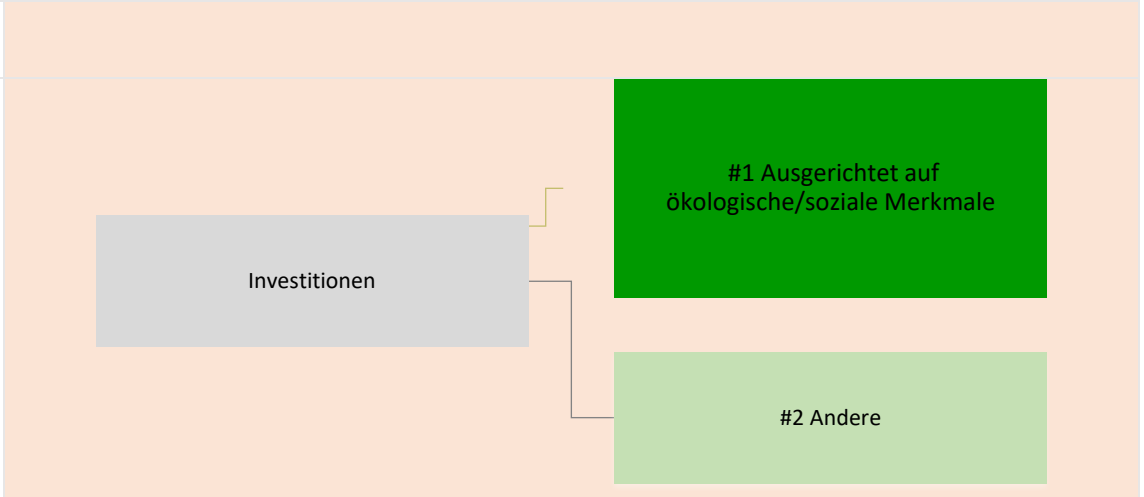 #1 Ausgerichtet auf
ökologische/soziale Merkmale
Investitionen
#2 Andere